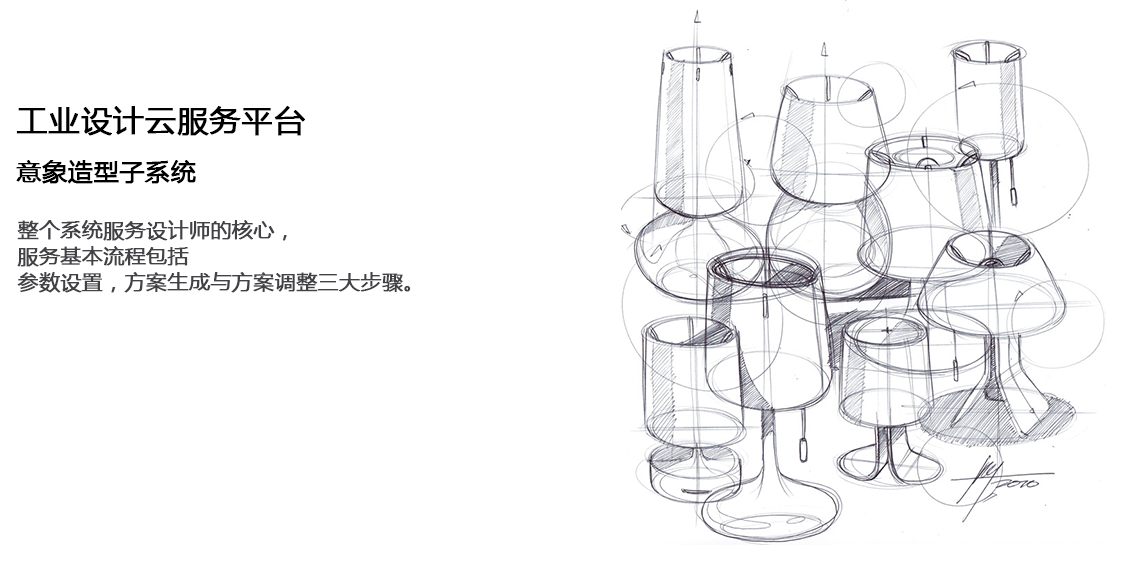 工业设计云服务平台
意象造型子系统
整个系统服务设计师的核心，
服务基本流程包括
参数设置，方案生成与方案调整三大步骤。